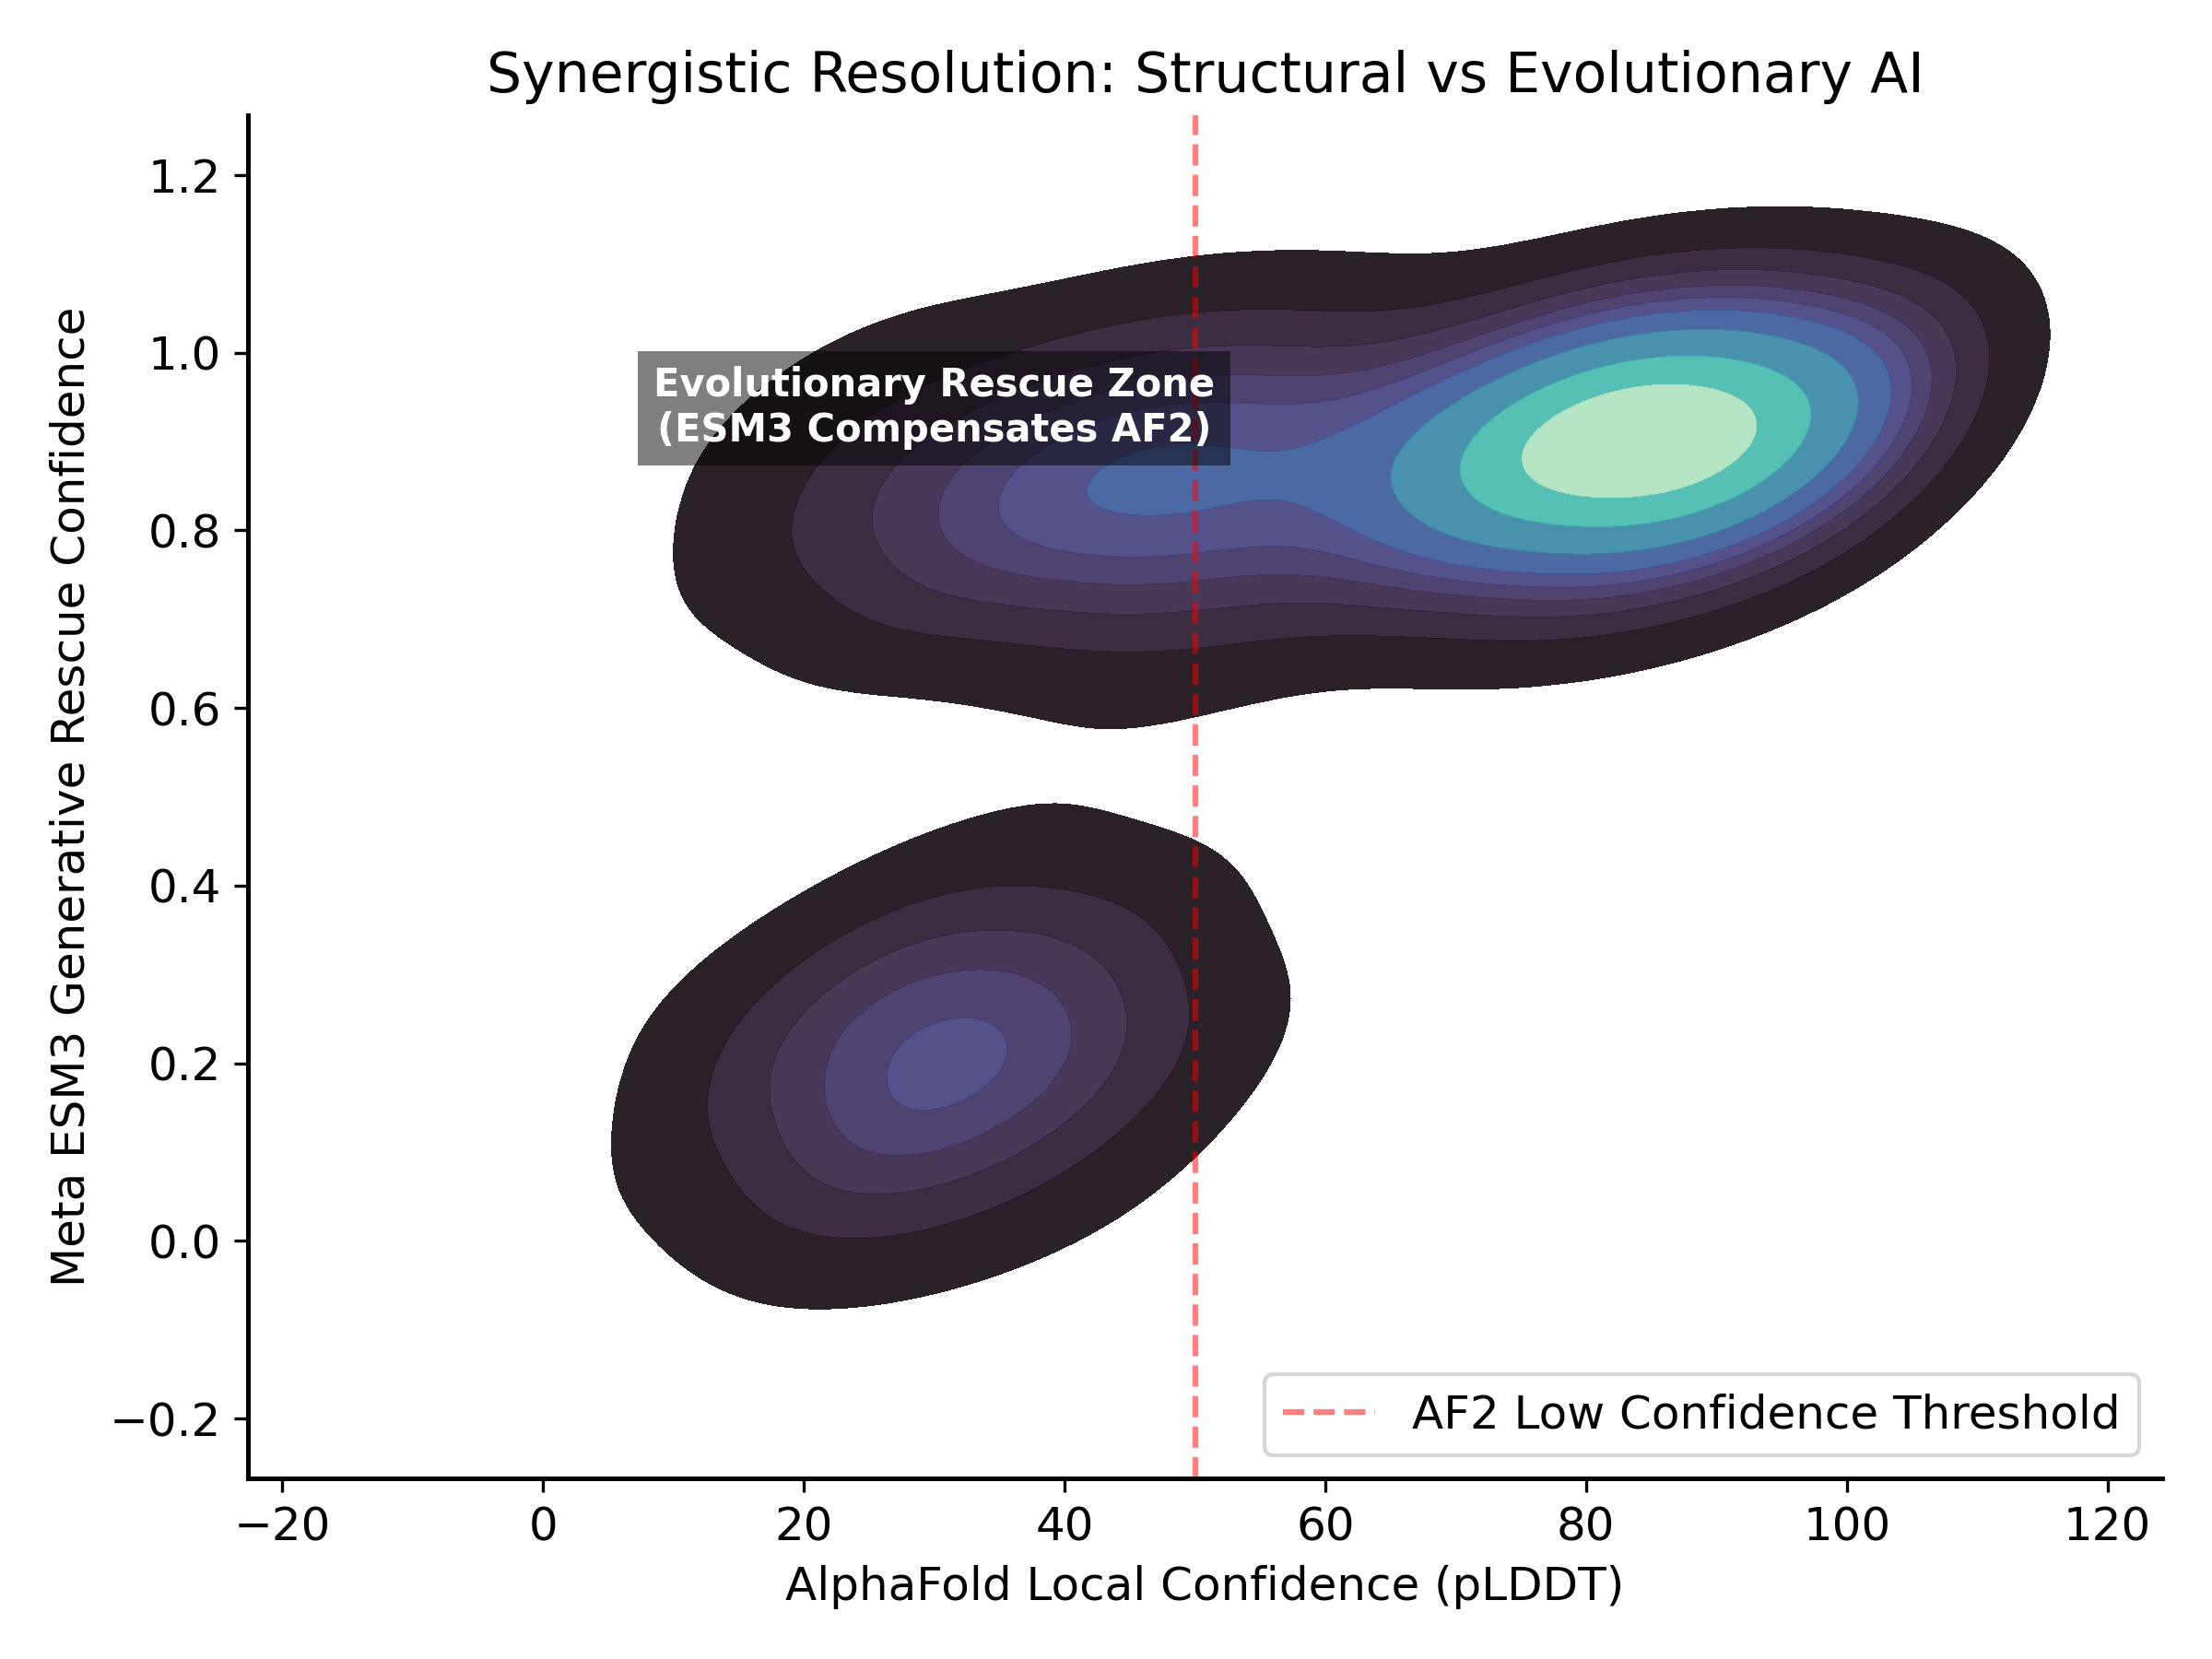 Synergistic Resolution: Structural vs Evolutionary AI
Meta ESM3 Generative Rescue Confidence
1.2
1.0
0.8
0.6
0.4
0.2
0.0
−0.2
Evolutionary Rescue Zone
(ESM3 Compensates AF2)
AF2 Low Confidence Threshold
−20
0
20
40
60
80
100
120
AlphaFold Local Confidence (pLDDT)